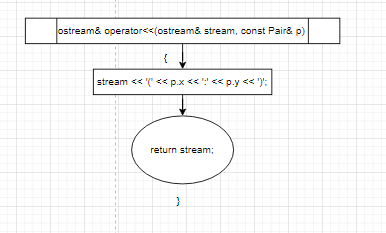 ostream& operator<<(ostream& stream, const Pair& p)
{
stream << '(' << p.x << ':' << p.y << ')';
return stream;
}